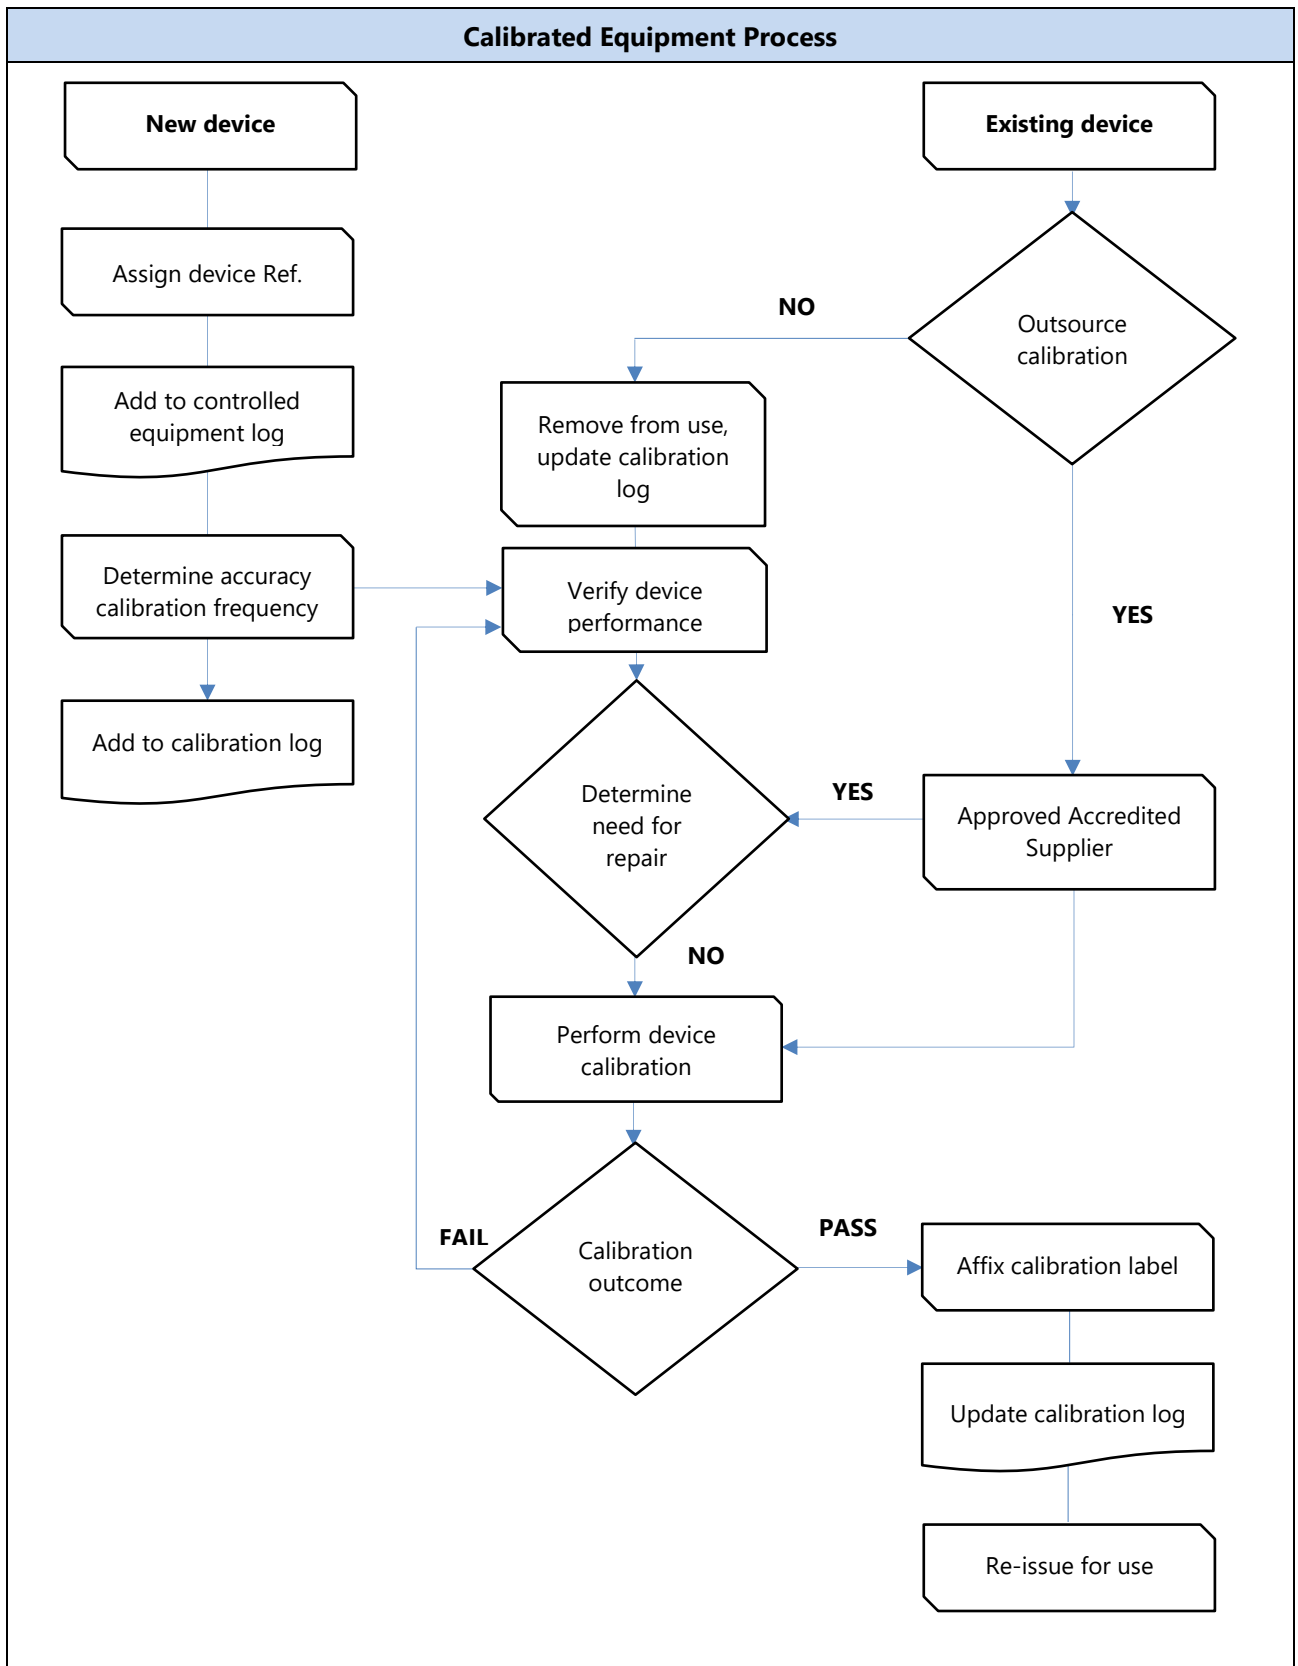 Calibrated Equipment Process
New device
Existing device
Assign device Ref.
NO
Outsource
calibration
Add to controlled
equipment log
Remove from use,
update calibration
log
Determine accuracy
calibration frequency
Verify device
performance
YES
Add to calibration log
Determine
need for
repair
YES
Approved Accredited
Supplier
NO
Perform device
calibration
FAIL
Calibration
outcome
PASS
Affix calibration label
Update calibration log
Re-issue for use